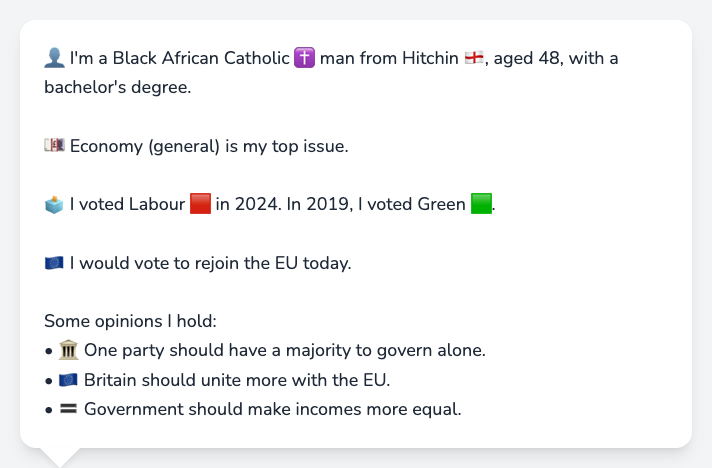 👤 I'm a Black African Catholic ✝️ man from Hitchin 🏴󠁧󠁢󠁥󠁮󠁧󠁿, aged 48, with a
bachelor's degree.
💷 Economy (general) is my top issue.
🗳️ I voted Labour 🟥 in 2024. In 2019, I voted Green 🟩.
🇪🇺 I would vote to rejoin the EU today.
Some opinions I hold:
• 🏛️ One party should have a majority to govern alone.
• 🇪🇺 Britain should unite more with the EU.
• 🟰 Government should make incomes more equal.